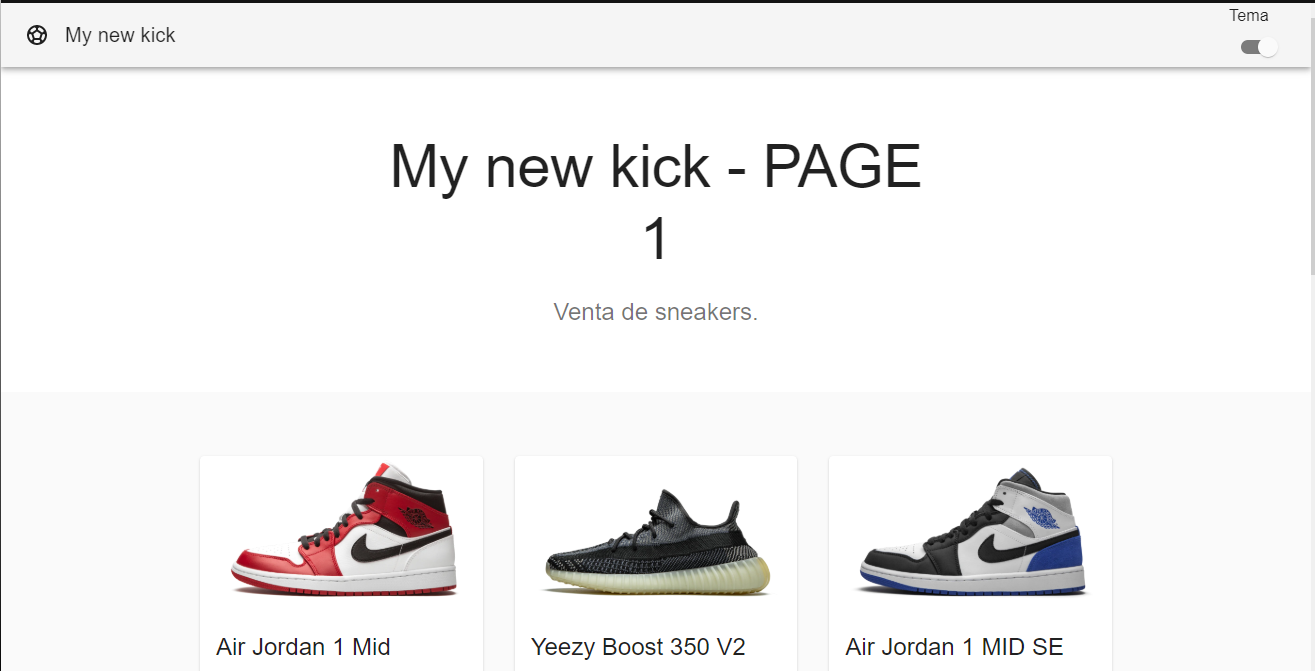 Tema
My new kick
My new kick - PAGE
1
Venta de sneakers.
Air Jordan 1 Mid
Yeezy Boost 350 V2
Air Jordan 1 MID SE